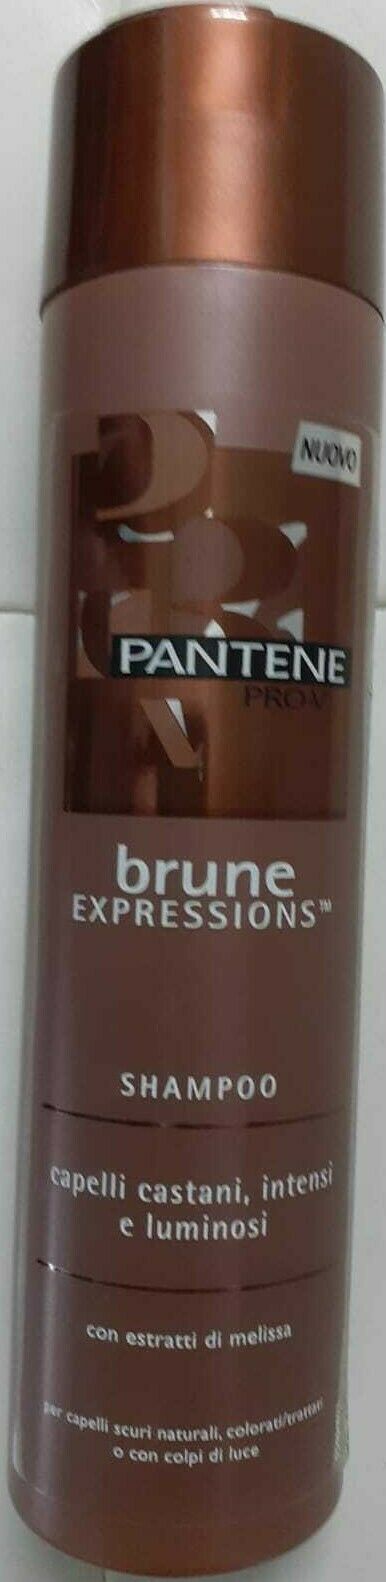 NUOVO
PANTENE
PRO-V
brune
EXPRESSIONS™
SHAMPOO
capelli castani, intensi
e luminosi
con estratti di melissa
per capelli scuri naturali, colorati/trattati
o con colpi di luce